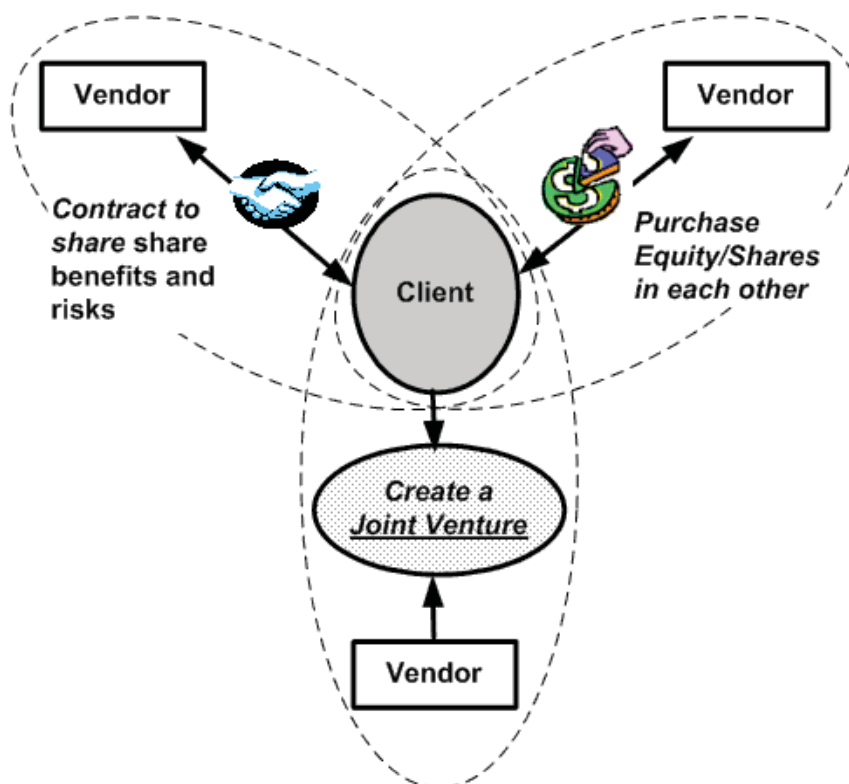 Vendor
Vendor
Contract to
share share
benefits and
risks
Purchase
Equity/Shares
in each other
Client
Create a
Joint Venture
Vendor